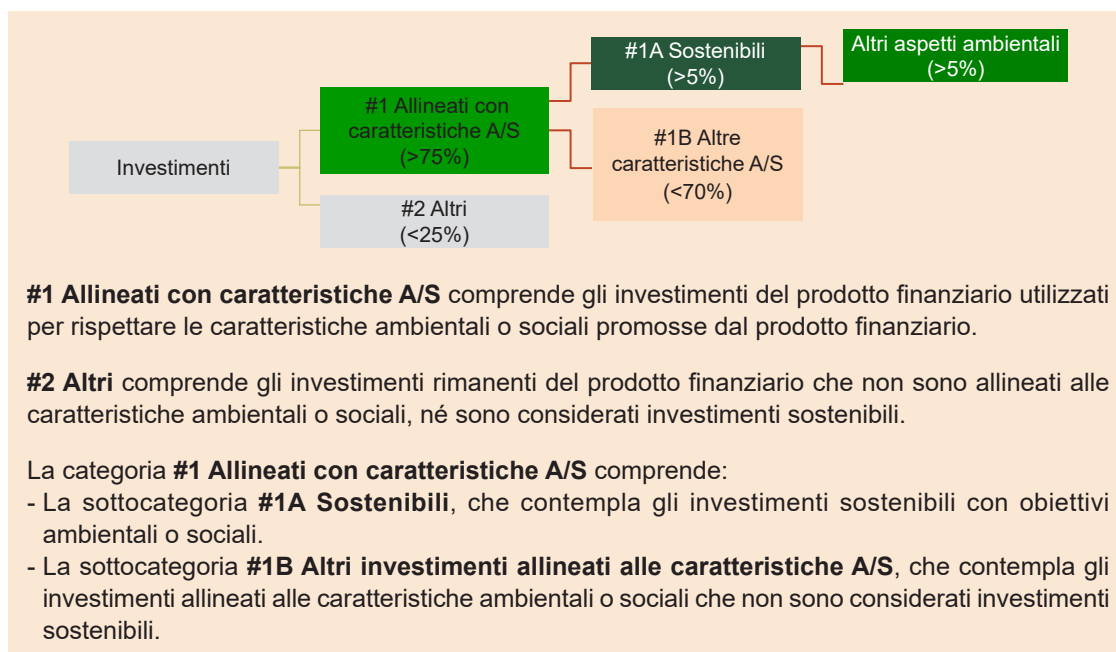 #1A Sostenibili
(>5%)
Altri aspetti ambientali
(>5%)
#1 Allineati con
caratteristiche A/S
(>75%)
#1B Altre
caratteristiche A/S
(<70%)
Investimenti
#2 Altri
(<25%)
#1 Allineati con caratteristiche A/S comprende gli investimenti del prodotto finanziario utilizzati
per rispettare le caratteristiche ambientali o sociali promosse dal prodotto finanziario.
#2 Altri comprende gli investimenti rimanenti del prodotto finanziario che non sono allineati alle
caratteristiche ambientali o sociali, né sono considerati investimenti sostenibili.
La categoria #1 Allineati con caratteristiche A/S comprende:
- La sottocategoria #1A Sostenibili, che contempla gli investimenti sostenibili con obiettivi
ambientali o sociali.
- La sottocategoria #1B Altri investimenti allineati alle caratteristiche A/S, che contempla gli
investimenti allineati alle caratteristiche ambientali o sociali che non sono considerati investimenti
sostenibili.